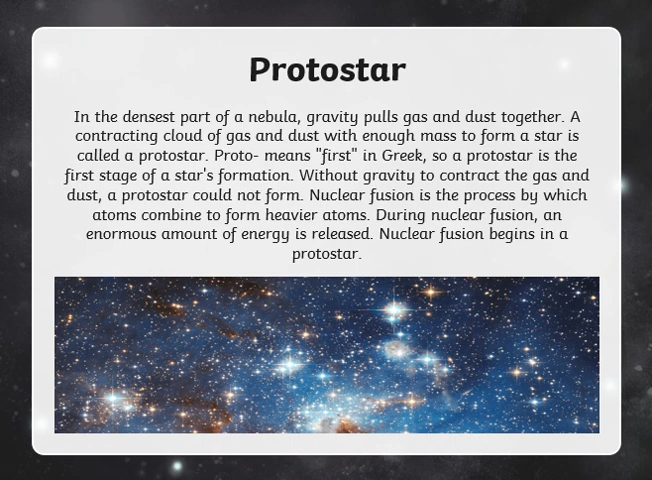 Protostar
In the densest part of a nebula, gravity pulls gas and dust together. A
contracting cloud of gas and dust with enough mass to form a star is
called a protostar. Proto- means "first" in Greek, so a protostar is the
first stage of a star's formation. Without gravity to contract the gas and
dust, a protostar could not form. Nuclear fusion is the process by which
atoms combine to form heavier atoms. During nuclear fusion, an
enormous amount of energy is released. Nuclear fusion begins in a
protostar.